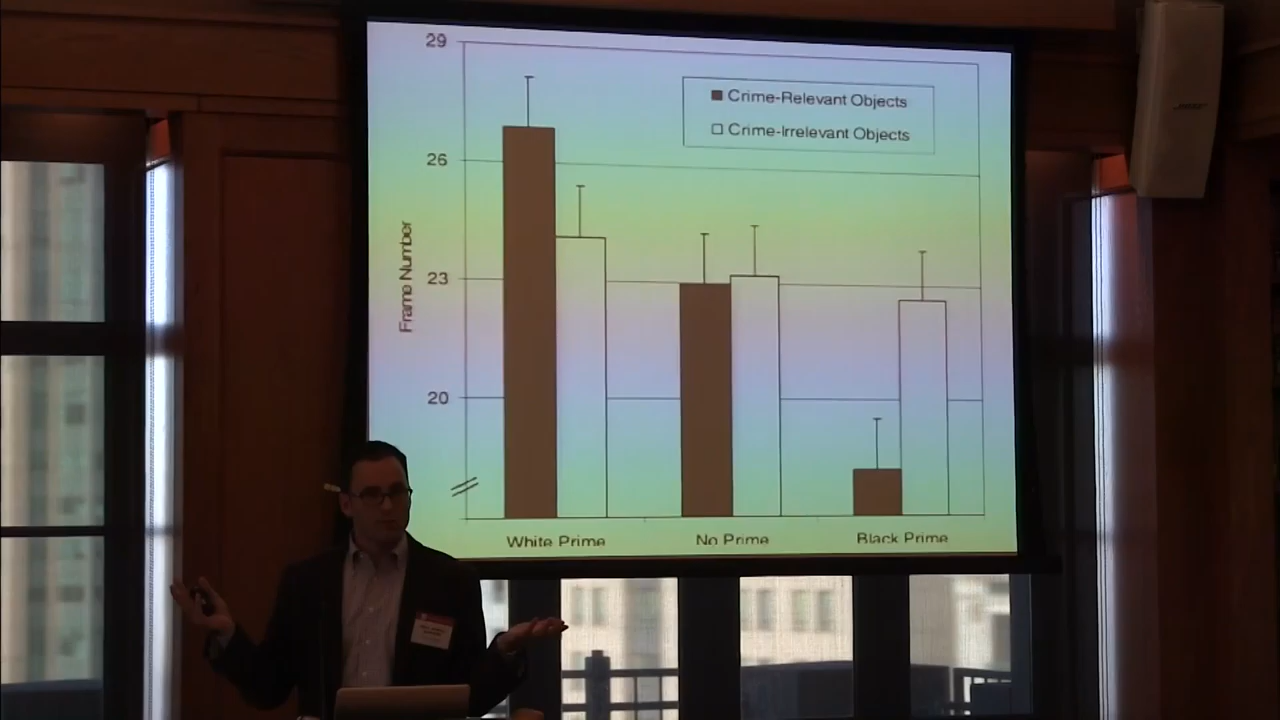 29
Crime-Relevant Objects
Crime-Irrelevant Objects
26
Frame Number
23
20
White Prime
No Prime
Black Prime